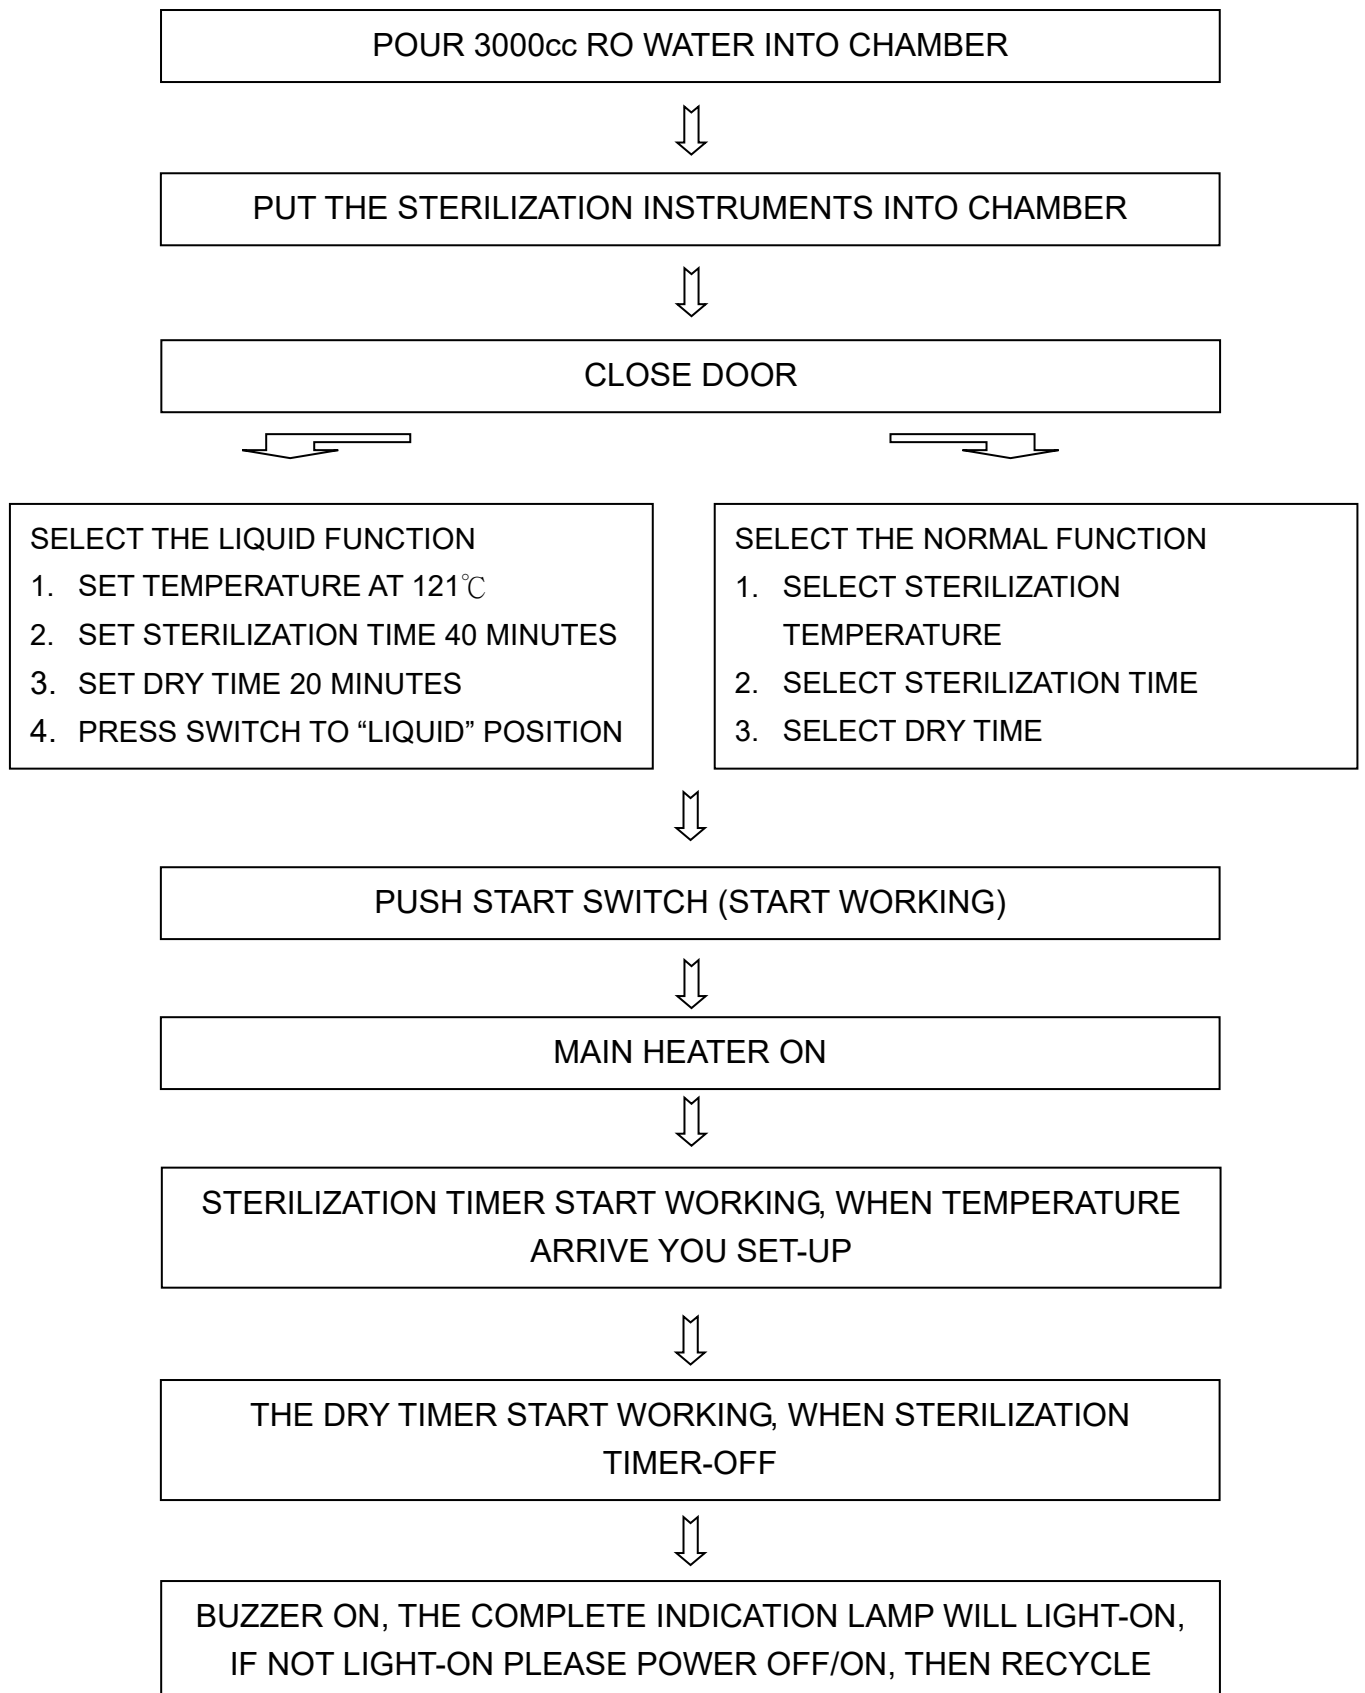 POUR 3000cc RO WATER INTO CHAMBER
PUT THE STERILIZATION INSTRUMENTS INTO CHAMBER
CLOSE DOOR
SELECT THE LIQUID FUNCTION
1. SET TEMPERATURE AT 121℃
2. SET STERILIZATION TIME 40 MINUTES
3. SET DRY TIME 20 MINUTES
4. PRESS SWITCH TO “LIQUID” POSITION
SELECT THE NORMAL FUNCTION
1. SELECT STERILIZATION
TEMPERATURE
2. SELECT STERILIZATION TIME
3. SELECT DRY TIME
PUSH START SWITCH (START WORKING)
MAIN HEATER ON
STERILIZATION TIMER START WORKING, WHEN TEMPERATURE
ARRIVE YOU SET-UP
THE DRY TIMER START WORKING, WHEN STERILIZATION
TIMER-OFF
BUZZER ON, THE COMPLETE INDICATION LAMP WILL LIGHT-ON,
IF NOT LIGHT-ON PLEASE POWER OFF/ON, THEN RECYCLE